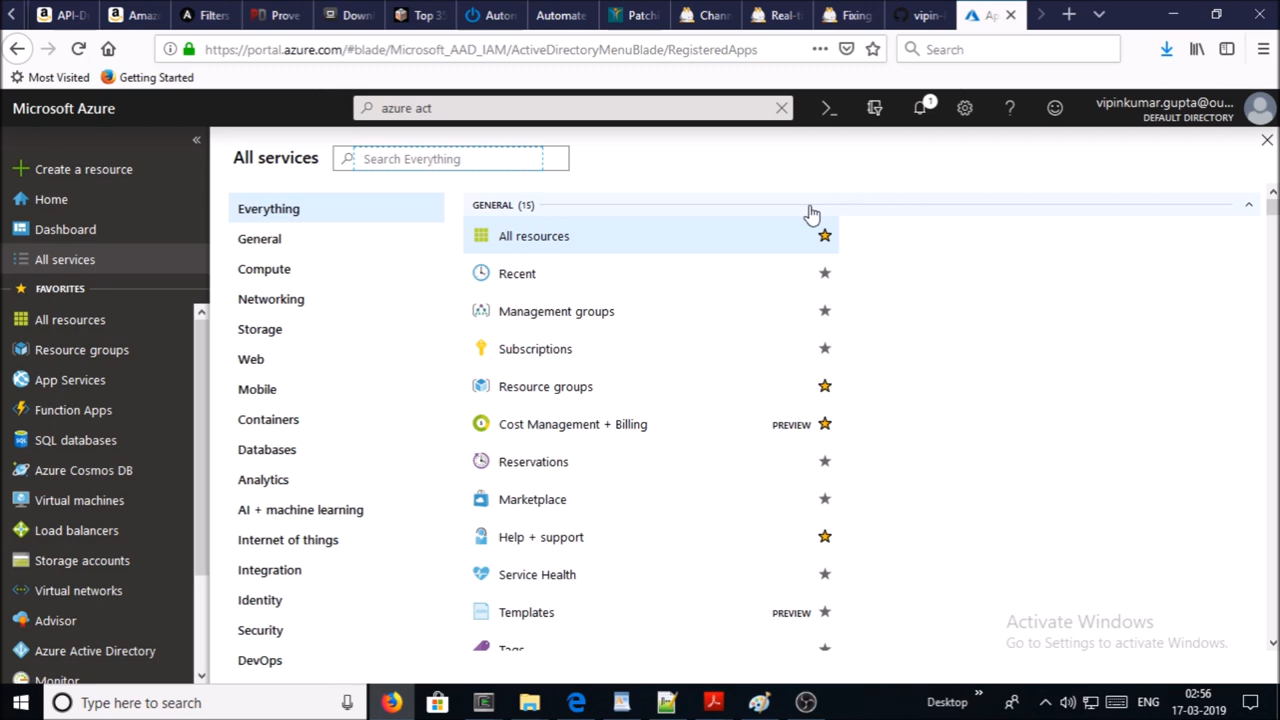 API-D
Amaz
Filters
Prove
Down
Top 3
Auton
Automate
Patchi
Chann
Real-ti
Fixing
vipin-
Ap
https://portal.azure.com/#blade/Microsoft_AAD_IAM/ActiveDirectoryMenuBlade/RegisteredApps
Search
Most Visited
Getting Started
Microsoft Azure
azure act
1
vipinkumar.gupta@ou...
DEFAULT DIRECTORY
All services
Search Everything
Create a resource
Home
Dashboard
All services
FAVORITES
All resources
Resource groups
App Services
Function Apps
SQL databases
Azure Cosmos DB
Virtual machines
Load balancers
Storage accounts
Virtual networks
Advisor
Azure Active Directory
Monitor
Everything
General
Compute
Networking
Storage
Web
Mobile
Containers
Databases
Analytics
AI + machine learning
Internet of things
Integration
Identity
Security
DevOps
GENERAL (15)
All resources
Recent
Management groups
Subscriptions
Resource groups
Cost Management + Billing PREVIEW
Reservations
Marketplace
Help + support
Service Health
Templates PREVIEW
Tags
Activate Windows
Go to Settings to activate Windows.
Type here to search
Desktop
ENG
02:56
17-03-2019